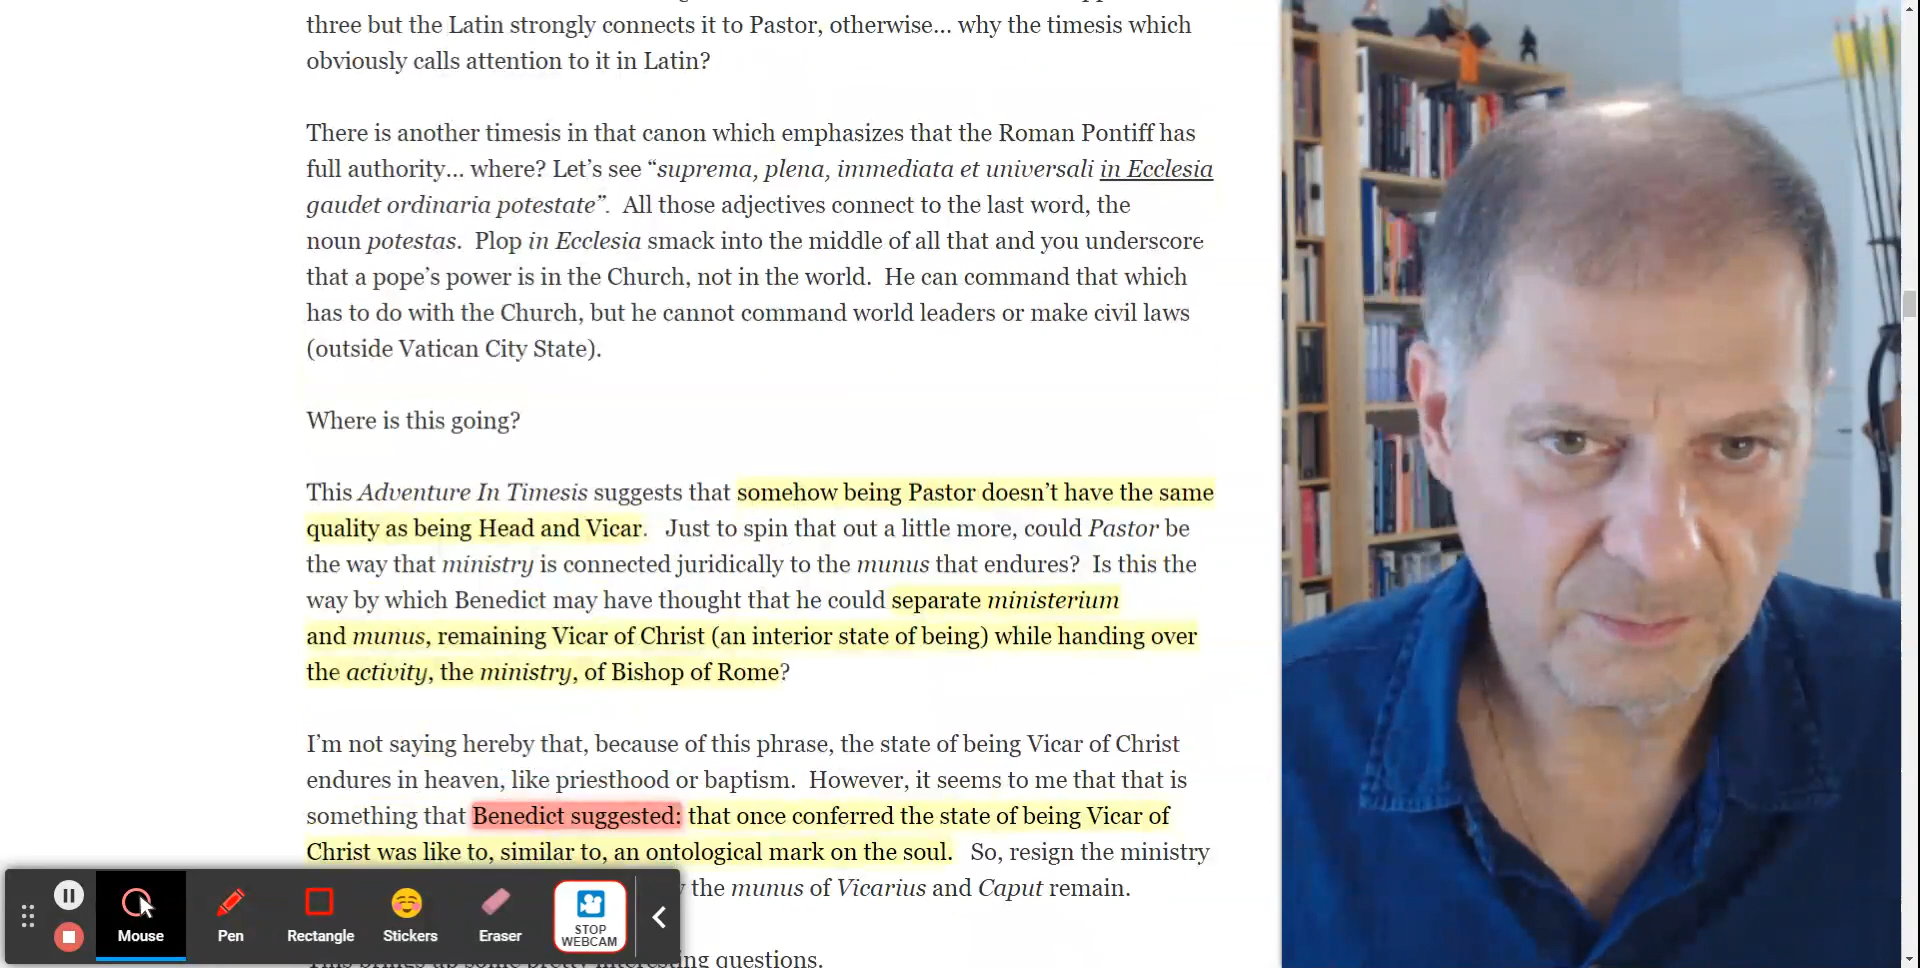 three but the Latin strongly connects it to Pastor, otherwise… why the timesis which
obviously calls attention to it in Latin?
There is another timesis in that canon which emphasizes that the Roman Pontiff has
full authority… where? Let’s see “suprema, plena, immediata et universali in Ecclesia
gaudet ordinaria potestate”. All those adjectives connect to the last word, the
noun potestas. Plop in Ecclesia smack into the middle of all that and you underscore
that a pope’s power is in the Church, not in the world. He can command that which
has to do with the Church, but he cannot command world leaders or make civil laws
(outside Vatican City State).
Where is this going?
This Adventure In Timesis suggests that somehow being Pastor doesn’t have the same
quality as being Head and Vicar. Just to spin that out a little more, could Pastor be
the way that ministry is connected juridically to the munus that endures? Is this the
way by which Benedict may have thought that he could separate ministerium
and munus, remaining Vicar of Christ (an interior state of being) while handing over
the activity, the ministry, of Bishop of Rome?
I’m not saying hereby that, because of this phrase, the state of being Vicar of Christ
endures in heaven, like priesthood or baptism. However, it seems to me that that is
something that Benedict suggested: that once conferred the state of being Vicar of
Christ was like to, similar to, an ontological mark on the soul. So, resign the ministry
the munus of Vicarius and Caput remain.
questions.
Mouse
Pen
Rectangle
Stickers
Eraser
STOP
WEBCAM